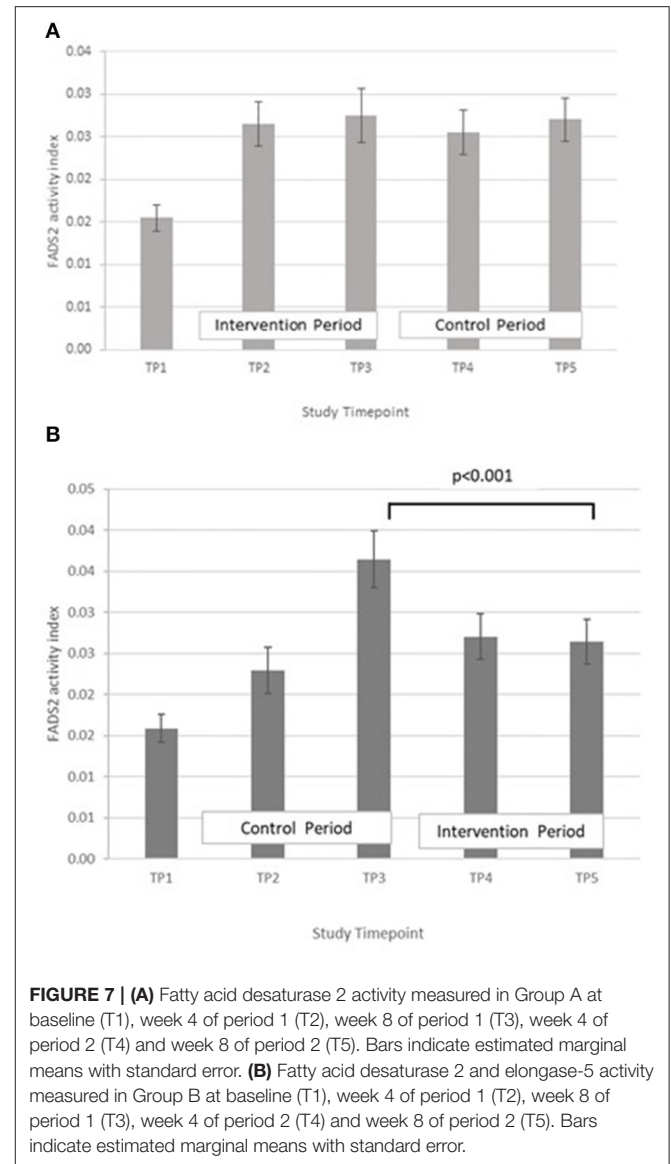 A
0.04
0.03
0.03
0.02
0.02
0.01
0.01
0.00
FADS2 activity index
Intervention Period
Control Period
TP1
TP2
TP3
TP4
TP5
Study Timepoint
B
p<0.001
0.05
0.04
0.04
0.03
0.03
0.02
0.02
0.01
0.01
0.00
FADS2 activity index
Control Period
Intervention Period
TP1
TP2
TP3
TP4
TP5
Study Timepoint
FIGURE 7 | (A) Fatty acid desaturase 2 activity measured in Group A at
baseline (T1), week 4 of period 1 (T2), week 8 of period 1 (T3), week 4 of
period 2 (T4) and week 8 of period 2 (T5). Bars indicate estimated marginal
means with standard error. (B) Fatty acid desaturase 2 and elongase-5 activity
measured in Group B at baseline (T1), week 4 of period 1 (T2), week 8 of
period 1 (T3), week 4 of period 2 (T4) and week 8 of period 2 (T5). Bars
indicate estimated marginal means with standard error.